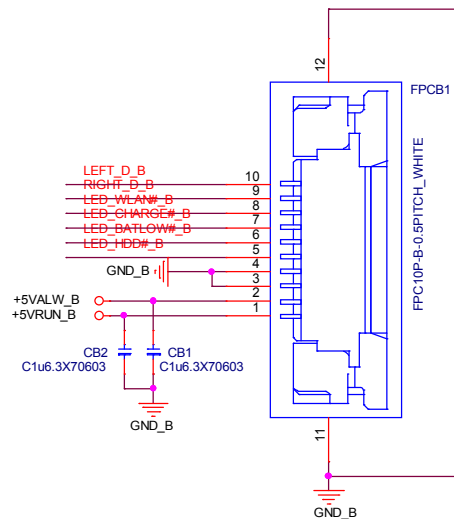 12
FPCB1
LEFT_D_B
RIGHT_D_B
10
LED_WLAN#_B
9
LED_CHARGE#_B
8
LED_BATLOW#_B
7
LED_HDD#_B
6
5
GND_B
4
3
+5VALW_B
2
+5VRUN_B
1
FPC10P-B-0.5PITCH_WHITE
CB2
CB1
C1u6.3X70603
C1u6.3X70603
GND_B
11
GND_B